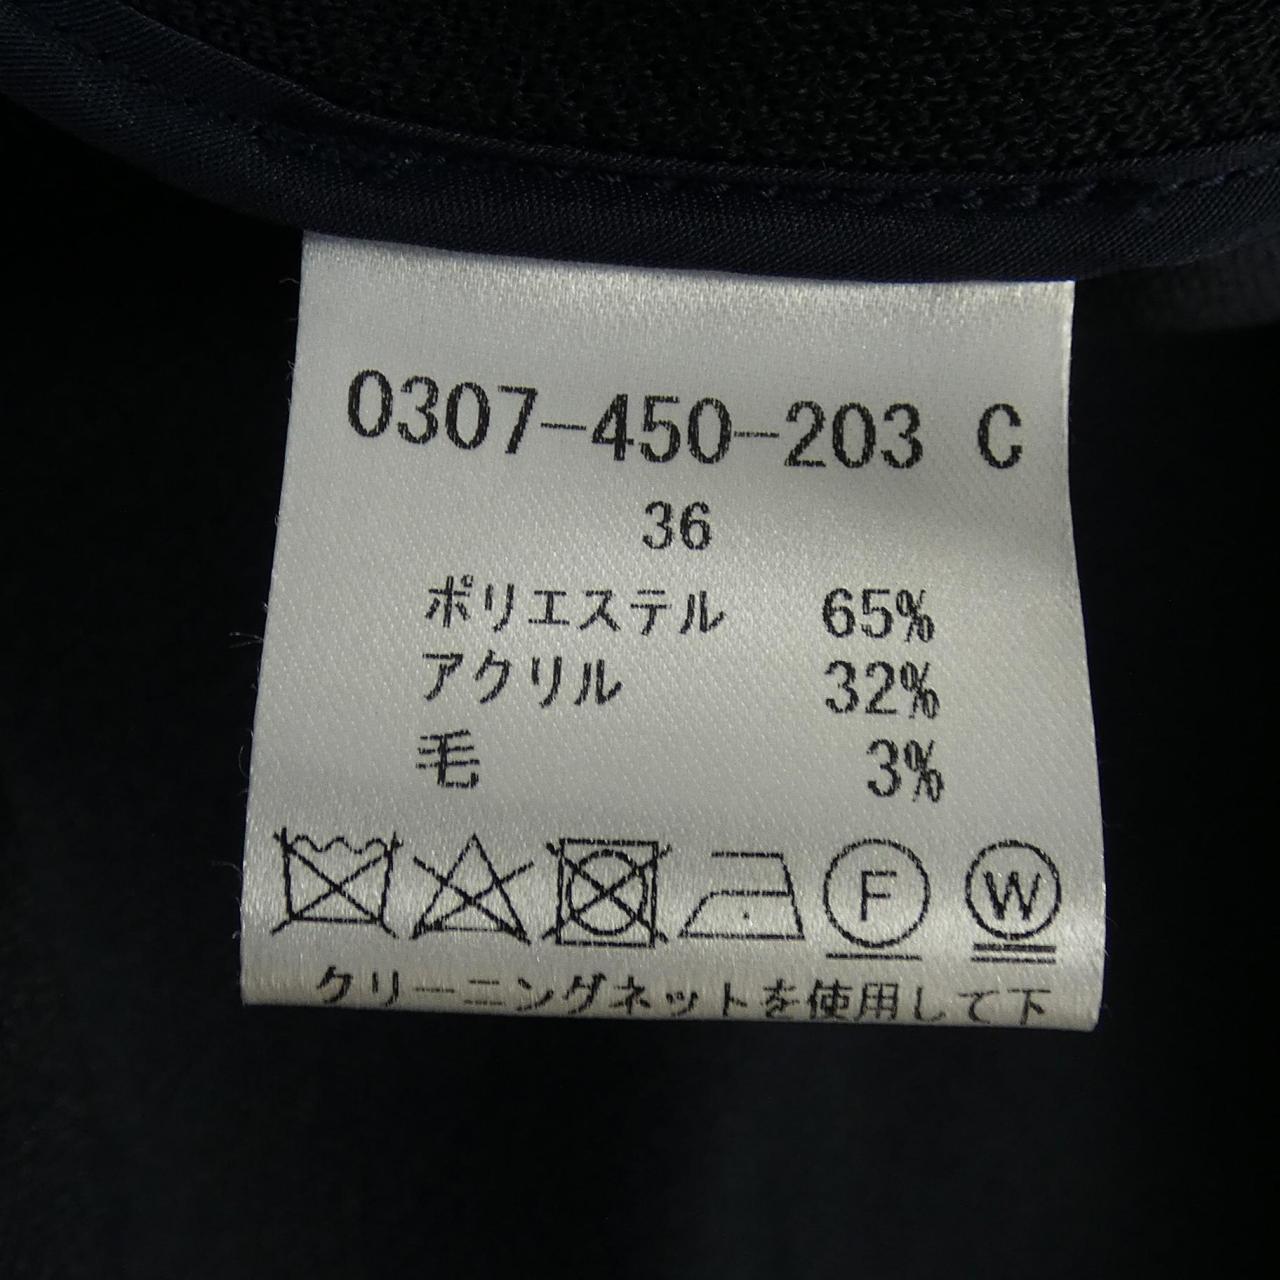 0307-450-203 C
36
ポリエステル 65%
アクリル 32%
毛 3%
F W
クリーニングネットを使用して下